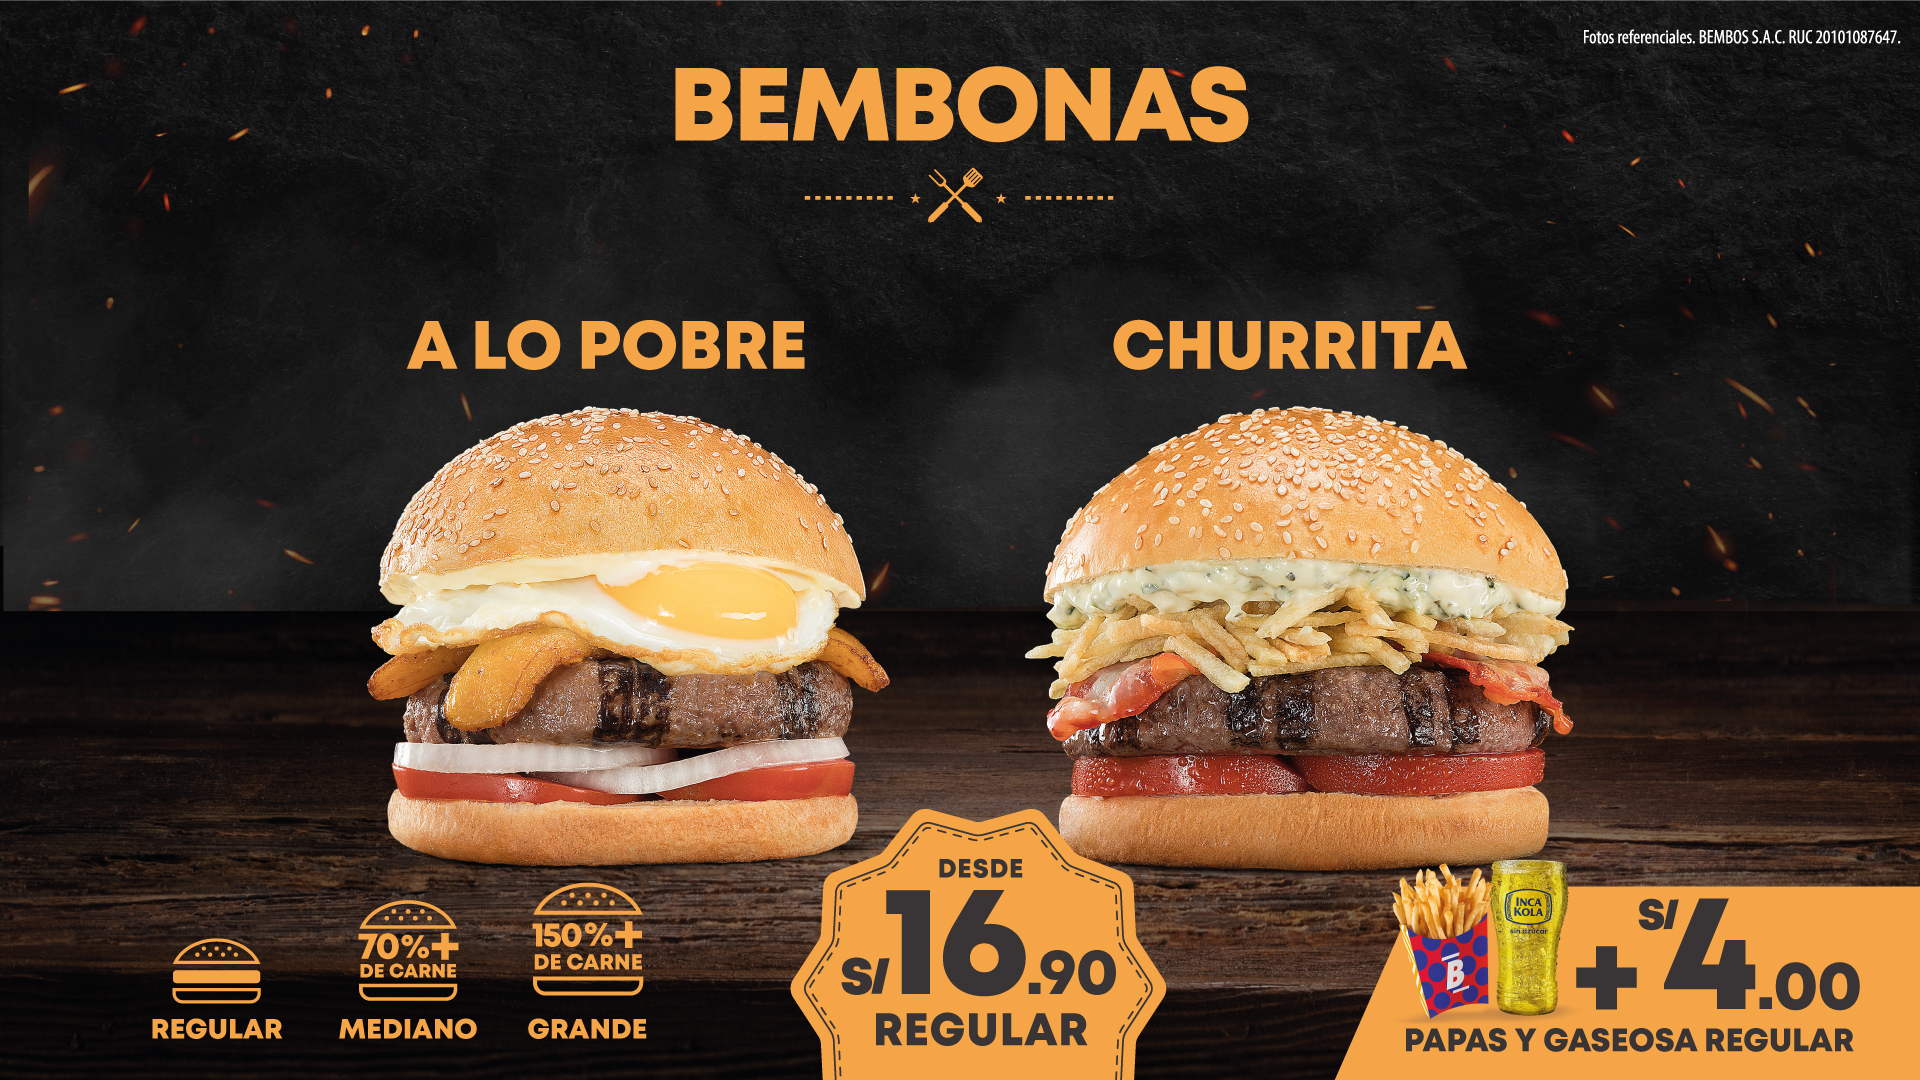 Fotos referenciales. BEMBOS S.A.C. RUC 20101087647.
BEMBONAS
A LO POBRE
CHURRITA
REGULAR
70%+
DE CARNE
MEDIANO
150%+
DE CARNE
GRANDE
DESDE
S/16.90
REGULAR
INCA
KOLA
sin azúcar
B
+ S/4.00
PAPAS Y GASEOSA REGULAR